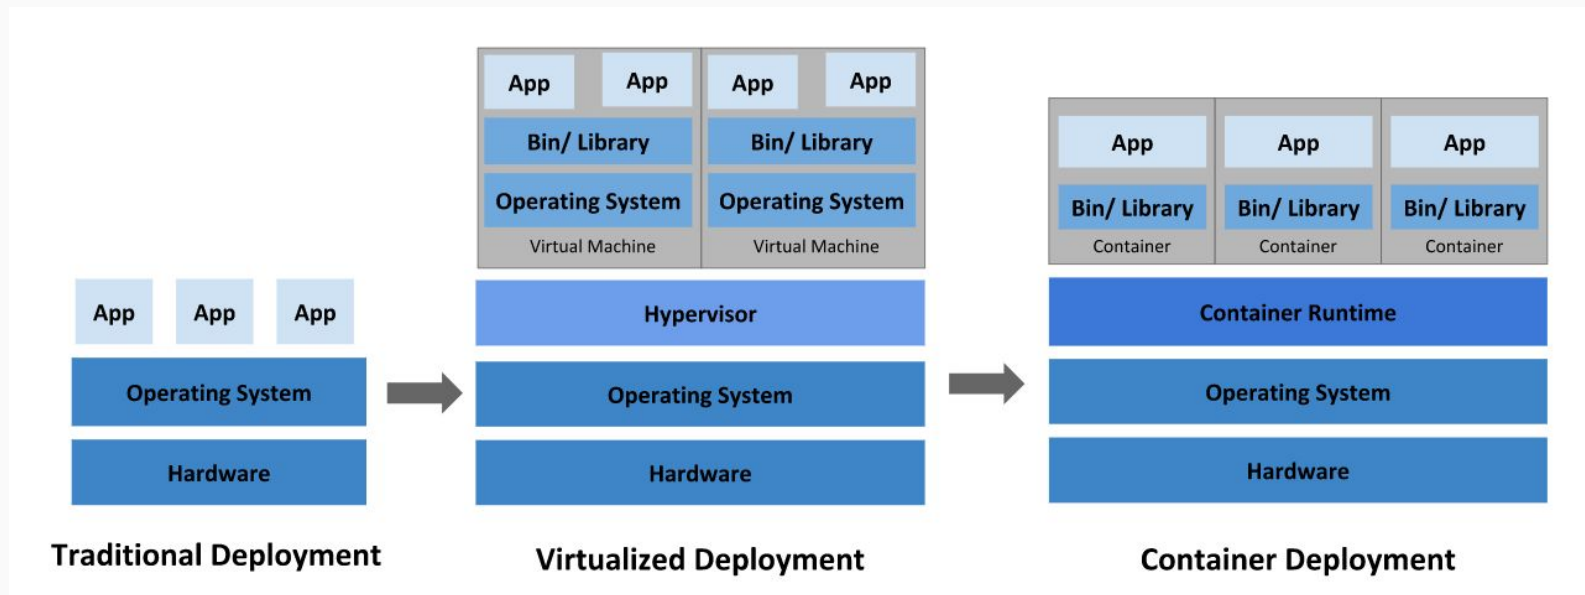 App App App
Operating System
Hardware
Traditional Deployment
App App App App
Bin/ Library Bin/ Library
Operating System Operating System
Virtual Machine Virtual Machine
Hypervisor
Operating System
Hardware
Virtualized Deployment
App App App
Bin/ Library Bin/ Library Bin/ Library
Container Container Container
Container Runtime
Operating System
Hardware
Container Deployment